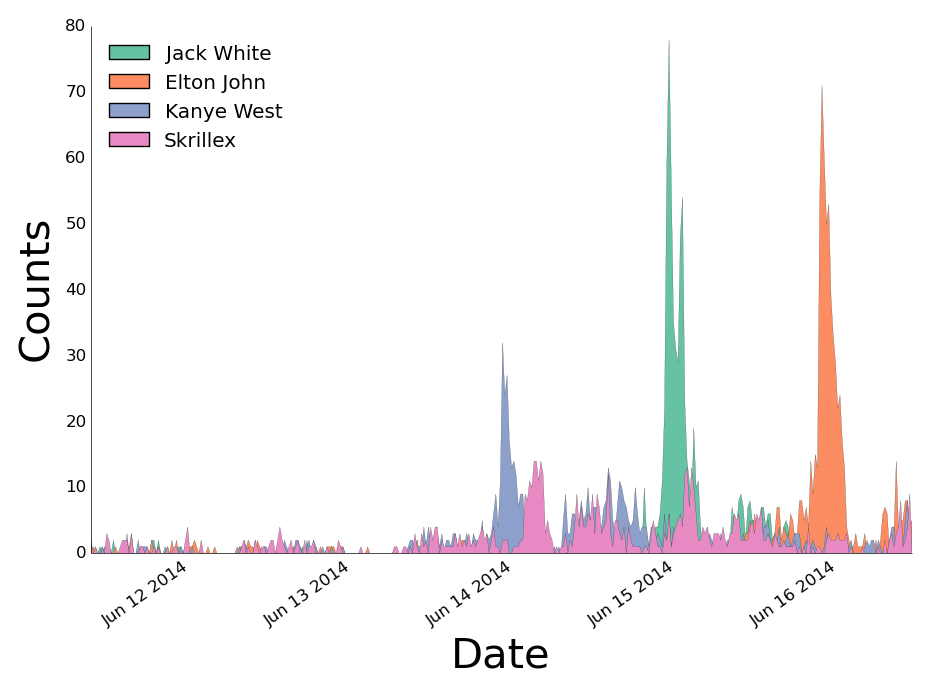 80
70
60
50
40
30
20
10
0
Counts
Jack White
Elton John
Kanye West
Skrillex
Jun 12 2014
Jun 13 2014
Jun 14 2014
Jun 15 2014
Jun 16 2014
Date